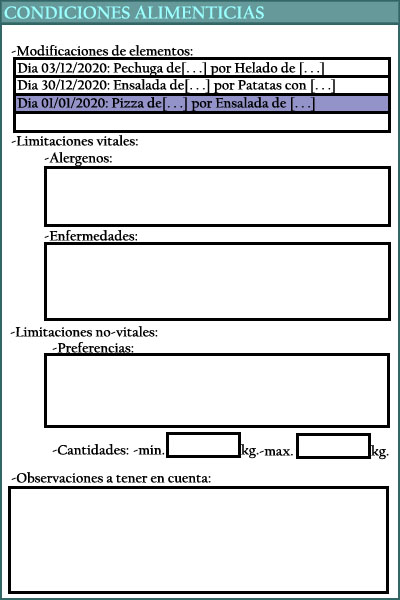 CONDICIONES ALIMENTICIAS
-Modificaciones de elementos:
Dia 03/12/2020: Pechuga de[. . .] por Helado de [. . .]
Dia 30/12/2020: Ensalada de[. . .] por Patatas con [. . .]
Dia 01/01/2020: Pizza de[. . .] por Ensalada de [. . .]
-Limitaciones vitales:
-Alergenos:
-Enfermedades:
-Limitaciones no-vitales:
-Preferencias:
-Cantidades: -min. kg.-max. kg.
-Observaciones a tener en cuenta: